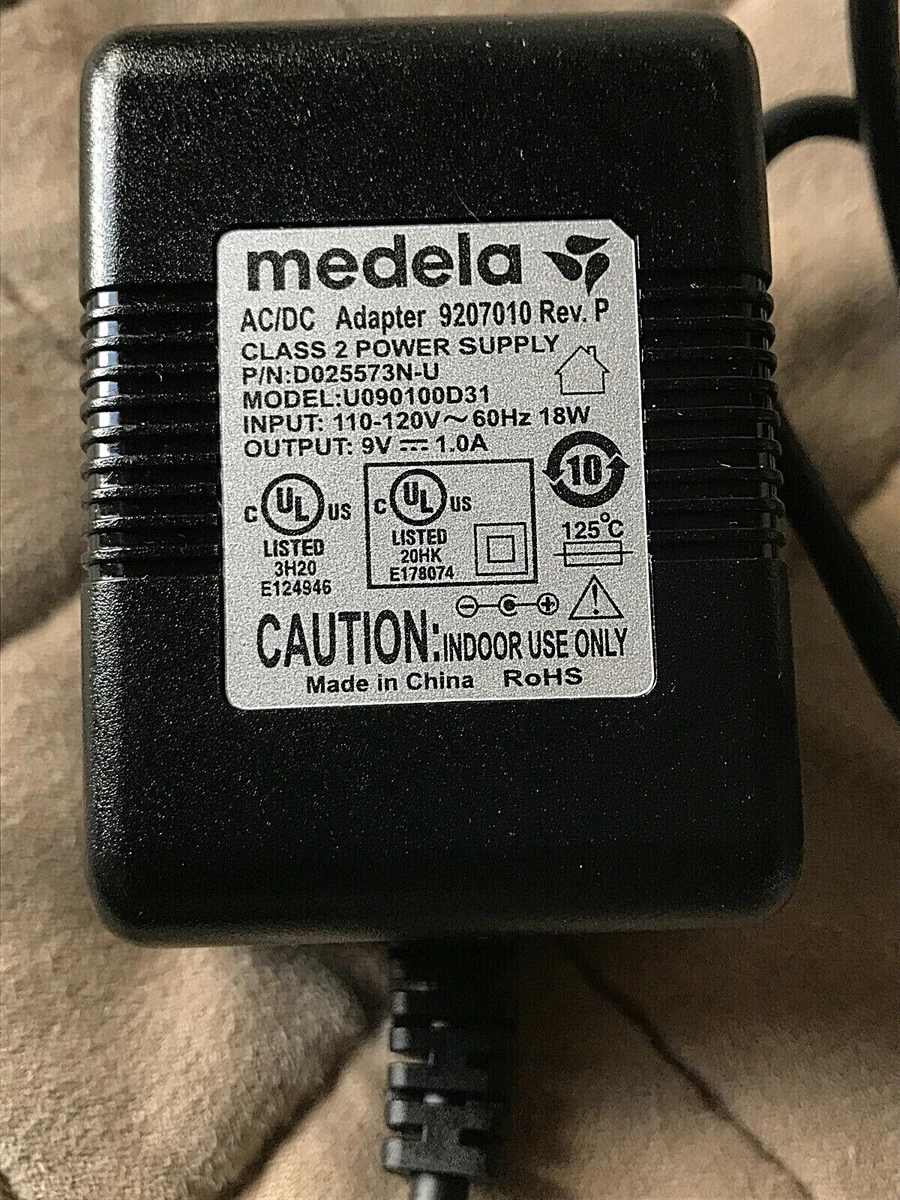 medela
AC/DC Adapter 9207010 Rev. P
CLASS 2 POWER SUPPLY
P/N:D025573N-U
MODEL:U090100D31
INPUT: 110-120V～60Hz 18W
OUTPUT: 9V ⎓ 1.0A
10
C UL US
LISTED
3H20
E124946
C UL US
LISTED
20HK
E178074
125°C
CAUTION: INDOOR USE ONLY
Made in China RoHS